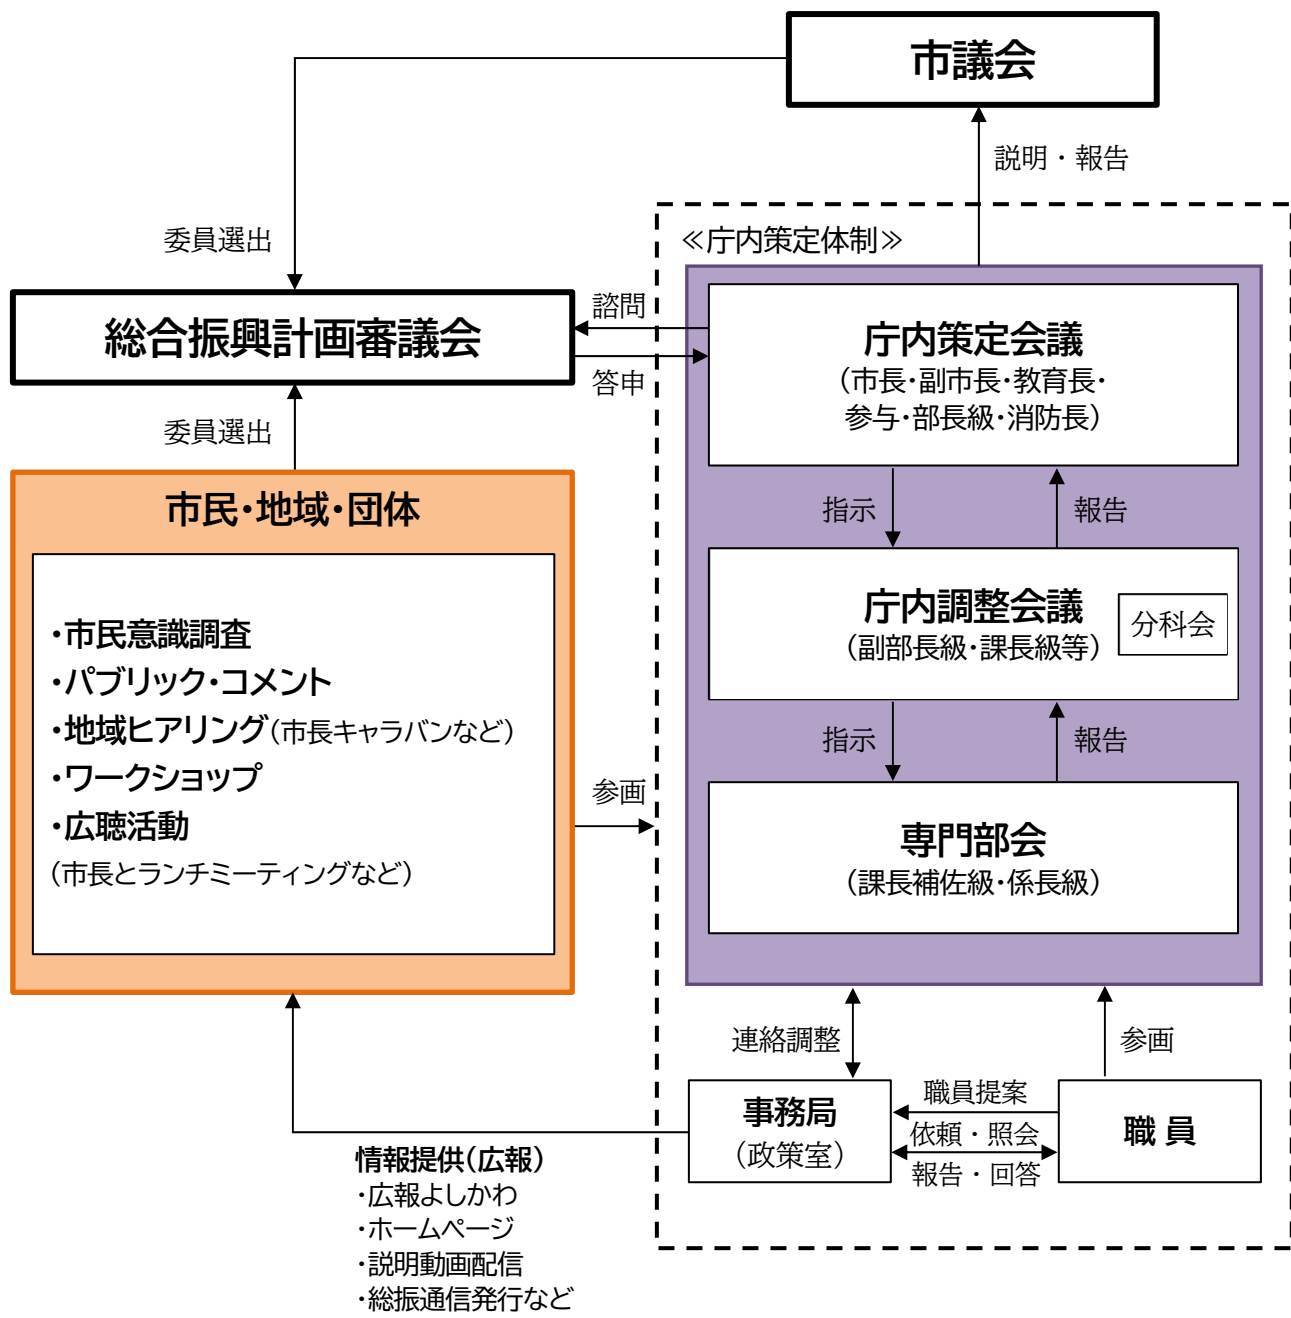 市議会
説明・報告
委員選出
≪庁内策定体制≫
総合振興計画審議会
諮問
答申
庁内策定会議
（市長・副市長・教育長・
参与・部長級・消防長）
委員選出
市民・地域・団体
・市民意識調査
・パブリック・コメント
・地域ヒアリング（市長キャラバンなど）
・ワークショップ
・広聴活動
（市長とランチミーティングなど）
指示
報告
庁内調整会議
（副部長級・課長級等）
分科会
指示
報告
参画
専門部会
（課長補佐級・係長級）
連絡調整
参画
事務局
（政策室）
職員提案
依頼・照会
報告・回答
職 員
情報提供（広報）
・広報よしかわ
・ホームページ
・説明動画配信
・総振通信発行など